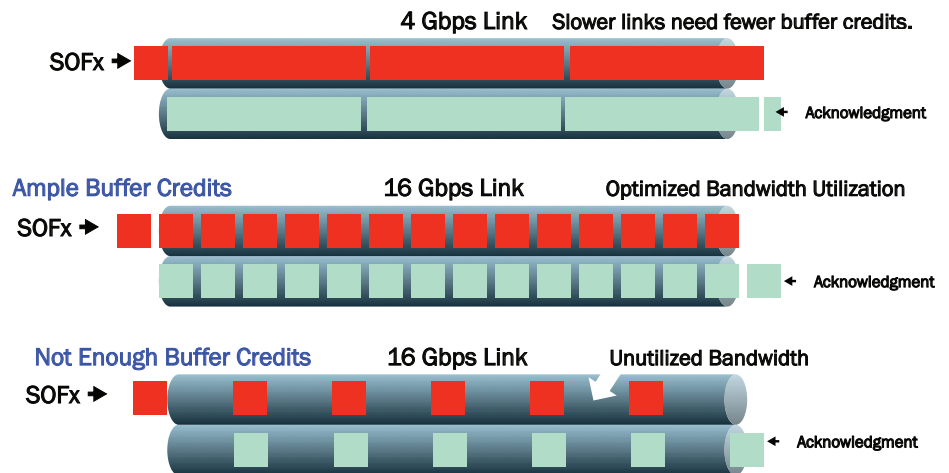 4 Gbps Link Slower links need fewer buffer credits.
SOFx
Acknowledgment
Ample Buffer Credits 16 Gbps Link Optimized Bandwidth Utilization
SOFx
Acknowledgment
Not Enough Buffer Credits 16 Gbps Link Unutilized Bandwidth
SOFx
Acknowledgment